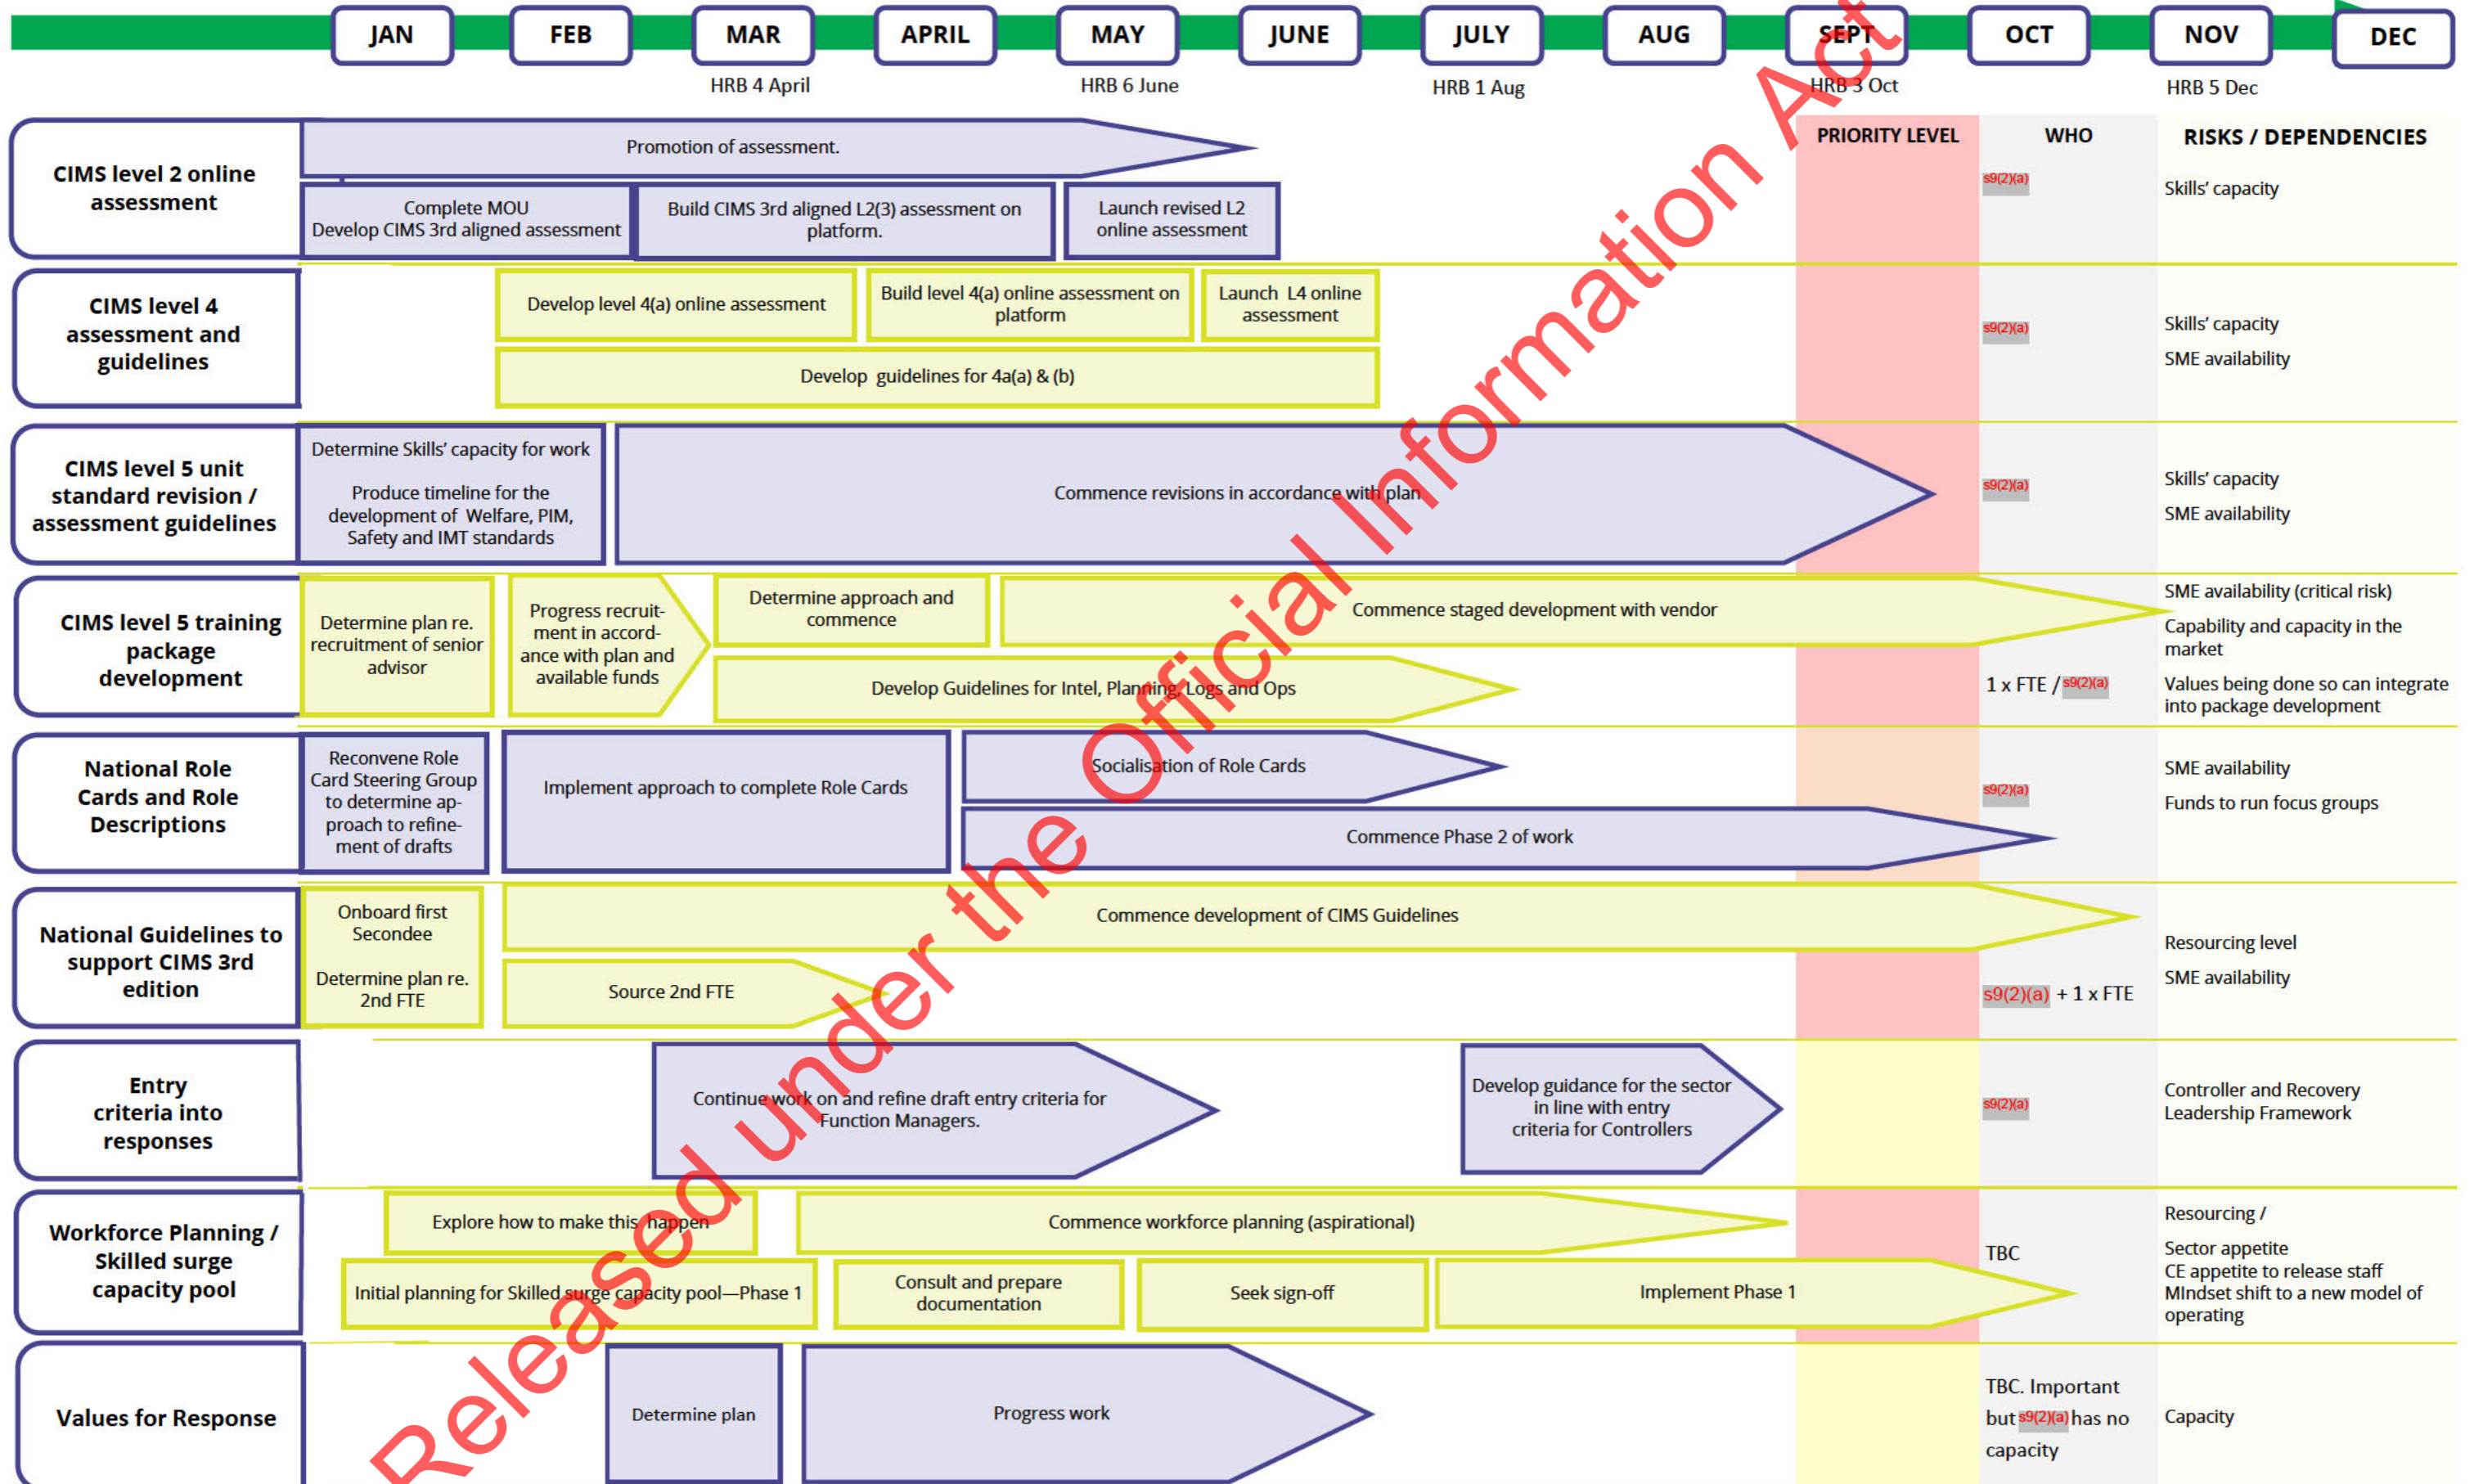 JAN
FEB
MAR
APRIL
MAY
JUNE
JULY
AUG
SEPT
OCT
NOV
DEC
HRB 4 April
HRB 6 June
HRB 1 Aug
HRB 3 Oct
HRB 5 Dec
PRIORITY LEVEL
WHO
RISKS / DEPENDENCIES
CIMS level 2 online
assessment
Promotion of assessment.
Complete MOU
Develop CIMS 3rd aligned assessment
Build CIMS 3rd aligned L2(3) assessment on
platform.
Launch revised L2
online assessment
s9(2)(a)
Skills' capacity
CIMS level 4
assessment and
guidelines
Develop level 4(a) online assessment
Build level 4(a) online assessment on
platform
Launch L4 online
assessment
Develop guidelines for 4a(a) & (b)
s9(2)(a)
Skills' capacity
SME availability
CIMS level 5 unit
standard revision /
assessment guidelines
Determine Skills' capacity for work
Produce timeline for the
development of Welfare, PIM,
Safety and IMT standards
Commence revisions in accordance with plan
s9(2)(a)
Skills' capacity
SME availability
CIMS level 5 training
package
development
Determine plan re.
recruitment of senior
advisor
Progress recruit-
ment in accord-
ance with plan and
available funds
Determine approach and
commence
Commence staged development with vendor
Develop Guidelines for Intel, Planning, Logs and Ops
1 x FTE / s9(2)(a)
SME availability (critical risk)
Capability and capacity in the
market
Values being done so can integrate
into package development
National Role
Cards and Role
Descriptions
Reconvene Role
Card Steering Group
to determine ap-
proach to refine-
ment of drafts
Implement approach to complete Role Cards
Socialisation of Role Cards
Commence Phase 2 of work
s9(2)(a)
SME availability
Funds to run focus groups
National Guidelines to
support CIMS 3rd
edition
Onboard first
Secondee
Determine plan re.
2nd FTE
Commence development of CIMS Guidelines
Source 2nd FTE
s9(2)(a) + 1 x FTE
Resourcing level
SME availability
Entry
criteria into
responses
Continue work on and refine draft entry criteria for
Function Managers.
Develop guidance for the sector
in line with entry
criteria for Controllers
s9(2)(a)
Controller and Recovery
Leadership Framework
Workforce Planning /
Skilled surge
capacity pool
Explore how to make this happen
Commence workforce planning (aspirational)
Initial planning for Skilled surge capacity pool—Phase 1
Consult and prepare
documentation
Seek sign-off
Implement Phase 1
TBC
Resourcing /
Sector appetite
CE appetite to release staff
MIndset shift to a new model of
operating
Values for Response
Determine plan
Progress work
TBC. Important
but s9(2)(a) has no
capacity
Capacity
Released under the Official Information Act